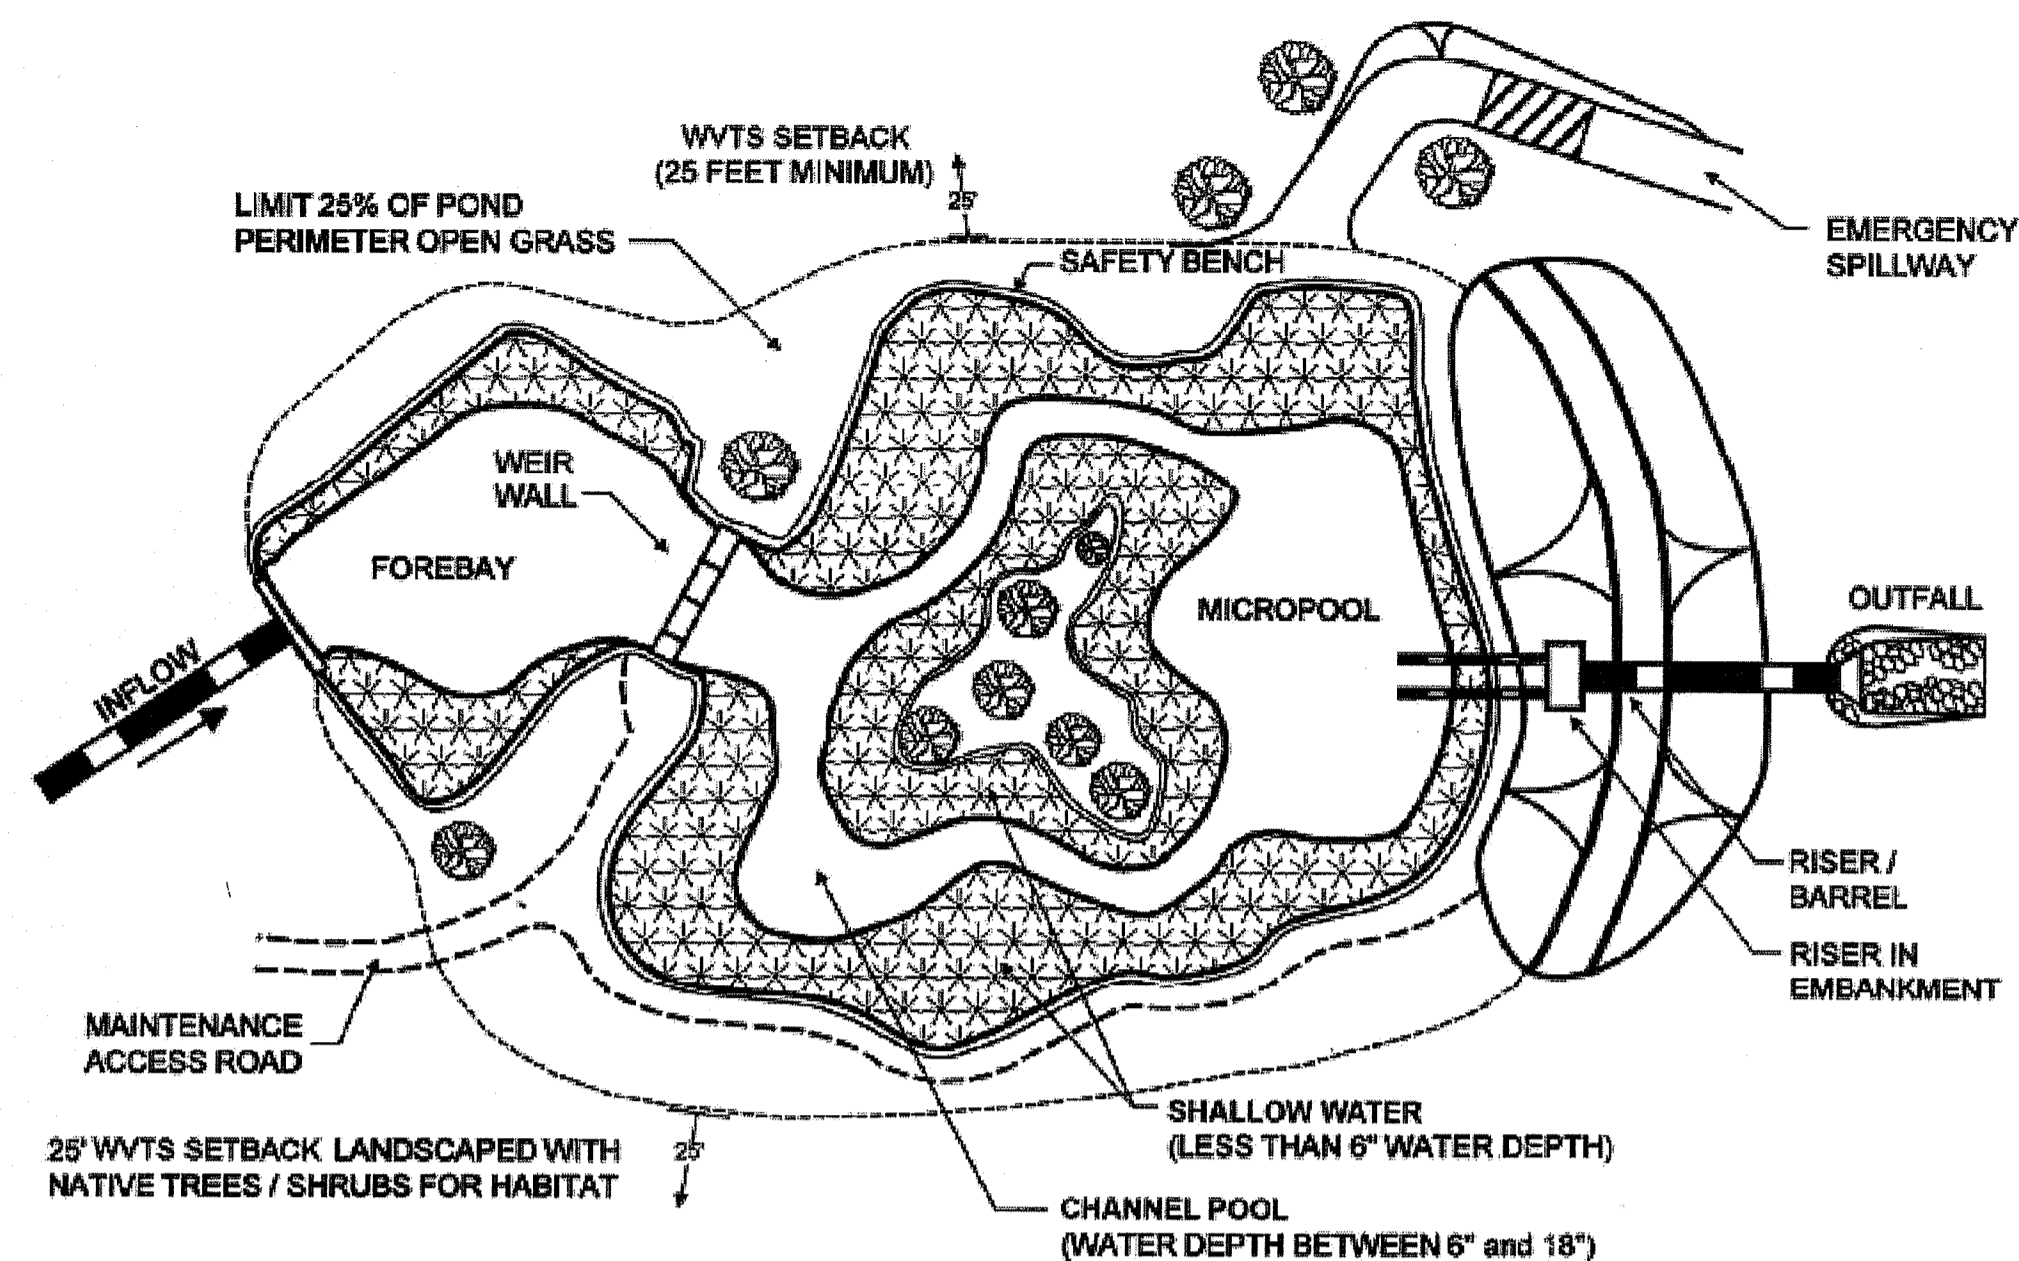 WVTS SETBACK
(25 FEET MINIMUM)
25'
LIMIT 25% OF POND
PERIMETER OPEN GRASS
SAFETY BENCH
EMERGENCY
SPILLWAY
WEIR
WALL
FOREBAY
MICROPOOL
OUTFALL
INFLOW
RISER /
BARREL
RISER IN
EMBANKMENT
MAINTENANCE
ACCESS ROAD
SHALLOW WATER
(LESS THAN 6" WATER DEPTH)
25' WVTS SETBACK LANDSCAPED WITH
NATIVE TREES / SHRUBS FOR HABITAT
25'
CHANNEL POOL
(WATER DEPTH BETWEEN 6" and 18")